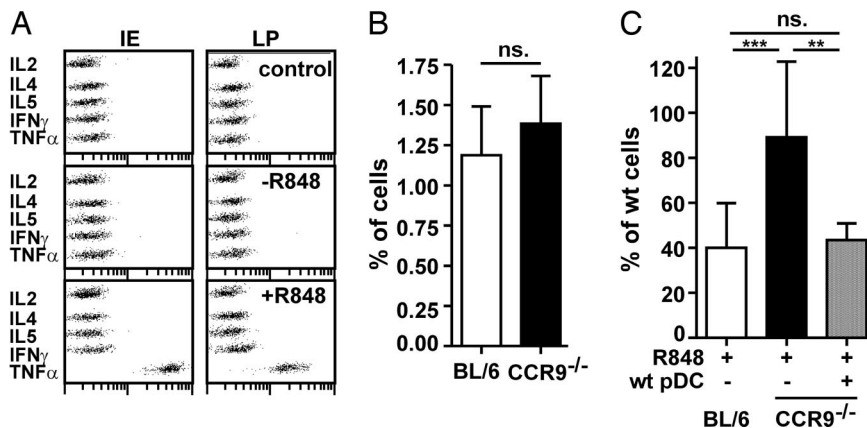 A
IE
LP
control
IL2
IL4
IL5
IFNγ
TNFα
-R848
IL2
IL4
IL5
IFNγ
TNFα
+R848
IL2
IL4
IL5
IFNγ
TNFα
B
ns.
% of cells
1.75
1.50
1.25
1.00
0.75
0.50
0.25
0.00
BL/6
CCR9-/-
C
ns.
***
**
% of wt cells
120
100
80
60
40
20
0
R848 + + +
wt pDC - - +
BL/6
CCR9-/-